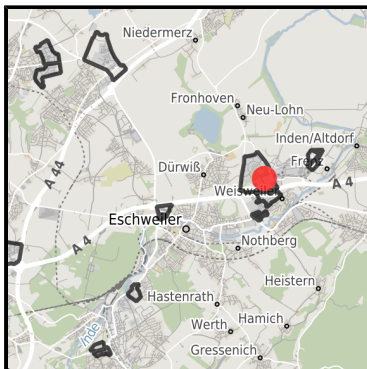 Niedermerz
Fronhoven
Neu-Lohn
Inden/Altdorf
Frenz
Dürwiß
A 44
A 4
Weisweiler
Eschweiler
A 4
Nothberg
Heistern
Hastenrath
Inde
Hamich
Werth
Gressenich